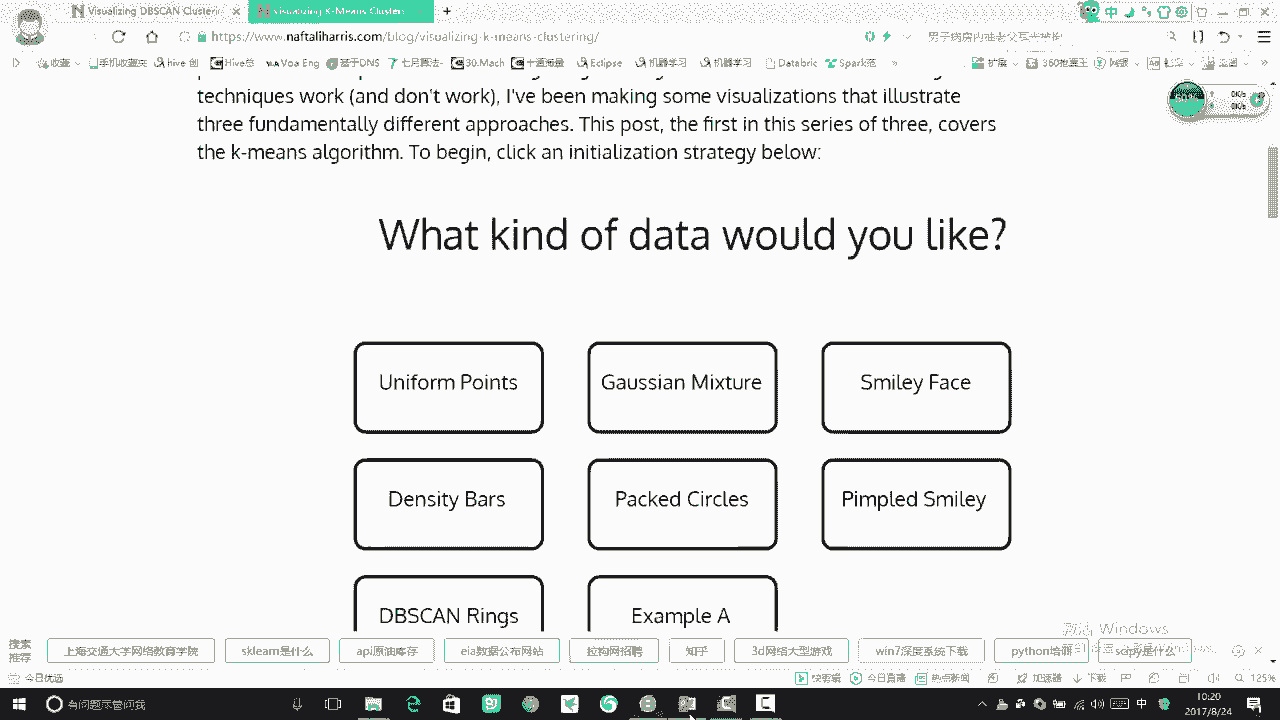 Visualizing DBSCAN Clusterin
Visualizing K-Means Clusteri
https://www.naftaliharris.com/blog/visualizing-k-means-clustering/
收藏
手机收藏夹
hive 创
Hive总
Voa Eng
基于DNS
七月算法-
30.Mach
十道海量
Eclipse
机器学习
机器学习
Databric
Spark范
扩展
网银
techniques work (and don't work), I've been making some visualizations that illustrate
three fundamentally different approaches. This post, the first in this series of three, covers
the k-means algorithm. To begin, click an initialization strategy below:
What kind of data would you like?
Uniform Points
Gaussian Mixture
Smiley Face
Density Bars
Packed Circles
Pimpled Smiley
DBSCAN Rings
Example A
Windows
搜索
推荐
上海交通大学网络教育学院
sklearn是什么
api原油库存
eia数据公布网站
拉构网招聘
知乎
3d网络大型游戏
win7深度系统下载
python培训
scipy是什么
今日优选
快剪辑
今日直播
热点新闻
加速器
下载
125%
有问题尽管问我
中
10:20
2017/8/24